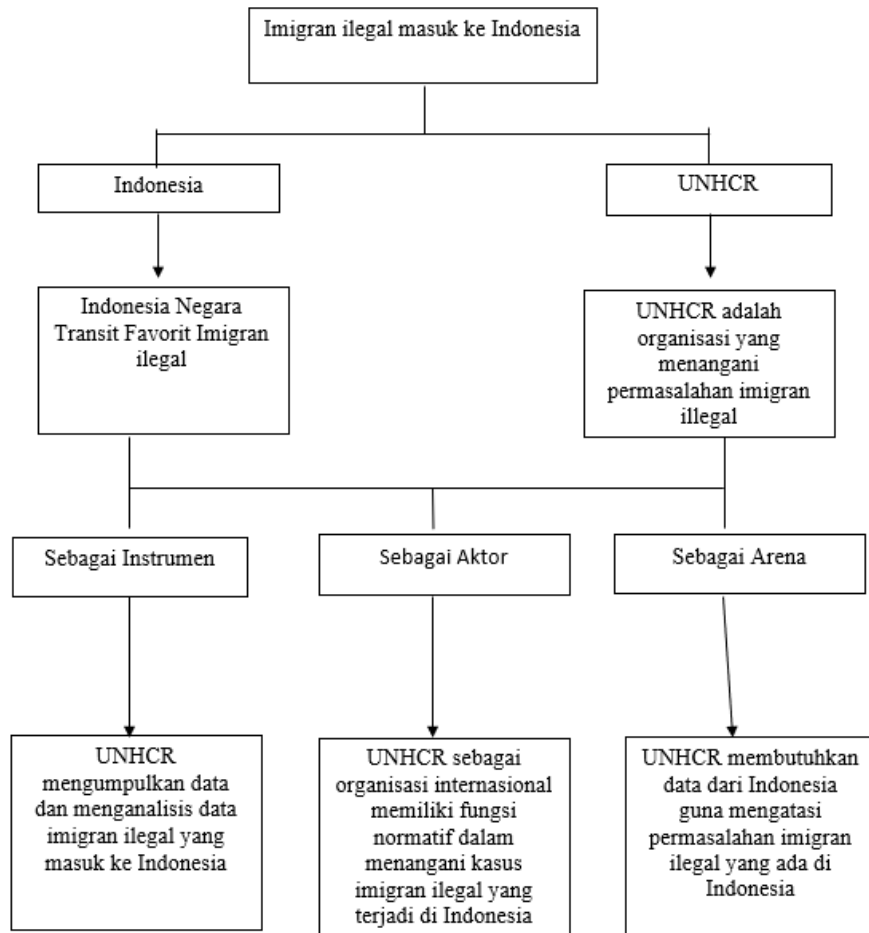 Imigran ilegal masuk ke Indonesia
Indonesia
UNHCR
Indonesia Negara
Transit Favorit Imigran
ilegal
UNHCR adalah
organisasi yang
menangani
permasalahan imigran
illegal
Sebagai Instrumen
Sebagai Aktor
Sebagai Arena
UNHCR
mengumpulkan data
dan menganalisis data
imigran ilegal yang
masuk ke Indonesia
UNHCR sebagai
organisasi internasional
memiliki fungsi
normatif dalam
menangani kasus
imigran ilegal yang
terjadi di Indonesia
UNHCR membutuhkan
data dari Indonesia
guna mengatasi
permasalahan imigran
ilegal yang ada di
Indonesia